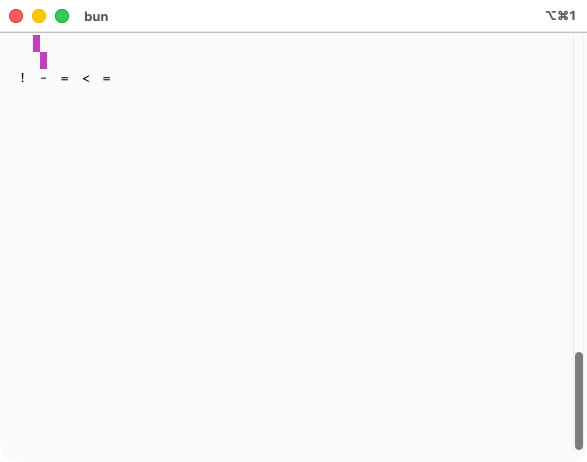 bun
⌥⌘1
! - = < =